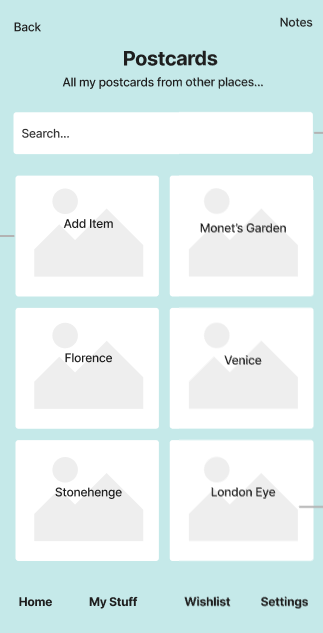 Back
Notes
Postcards
All my postcards from other places...
Search...
Add Item
Monet's Garden
Florence
Venice
Stonehenge
London Eye
Home
My Stuff
Wishlist
Settings